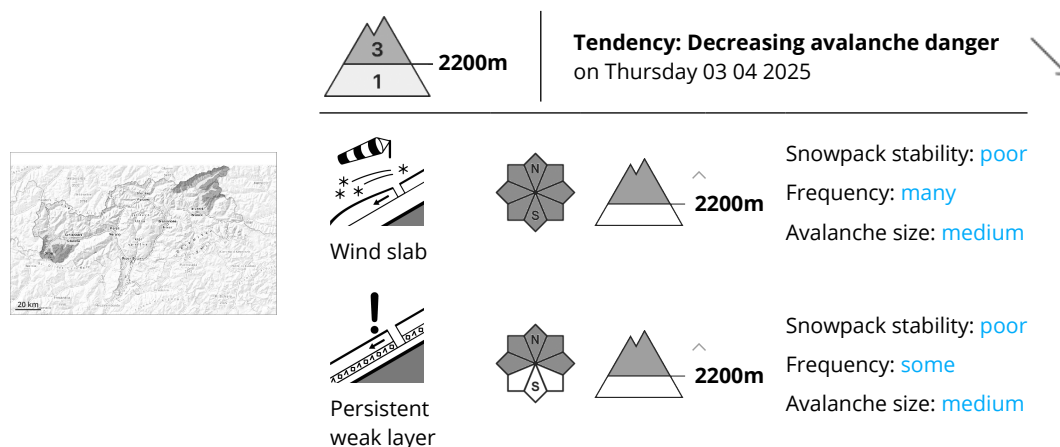 3
1
2200m
Tendency: Decreasing avalanche danger
on Thursday 03 04 2025
20 km
N
S
2200m
Wind slab
Snowpack stability: poor
Frequency: many
Avalanche size: medium
N
S
2200m
Persistent
weak layer
Snowpack stability: poor
Frequency: some
Avalanche size: medium